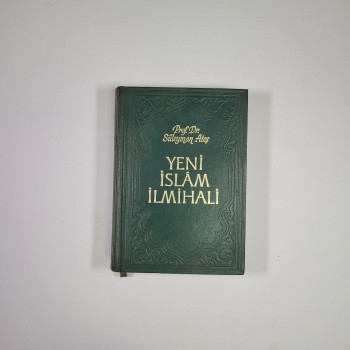 Prof. Dr.
Süleyman Ateş
YENİ
İSLÂM
İLMİHALİ